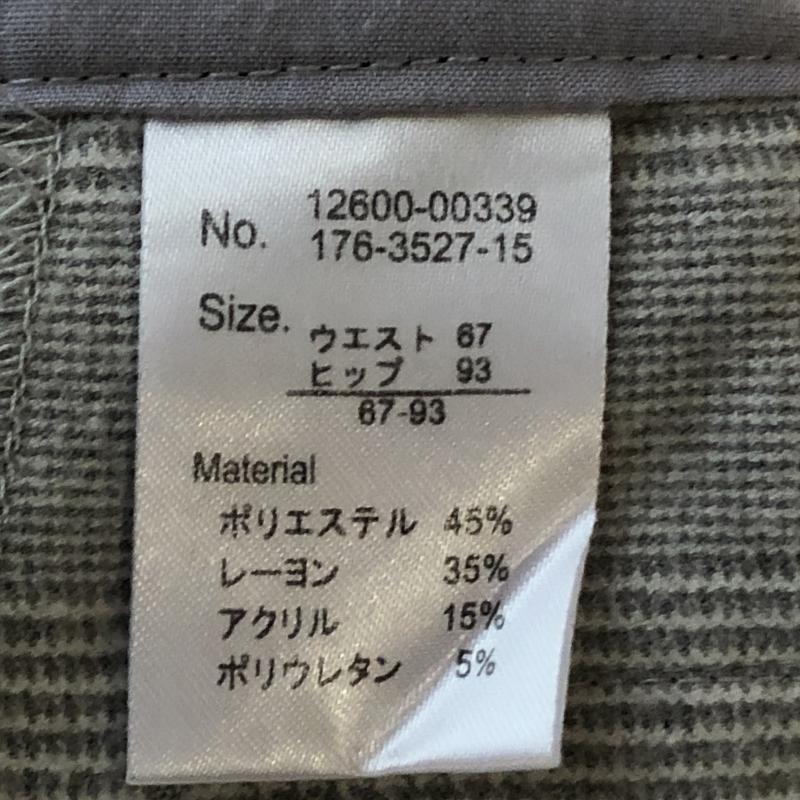 No. 12600-00339
176-3527-15
Size. ウエスト 67
ヒップ 93
67-93
Material
ポリエステル 45%
レーヨン 35%
アクリル 15%
ポリウレタン 5%